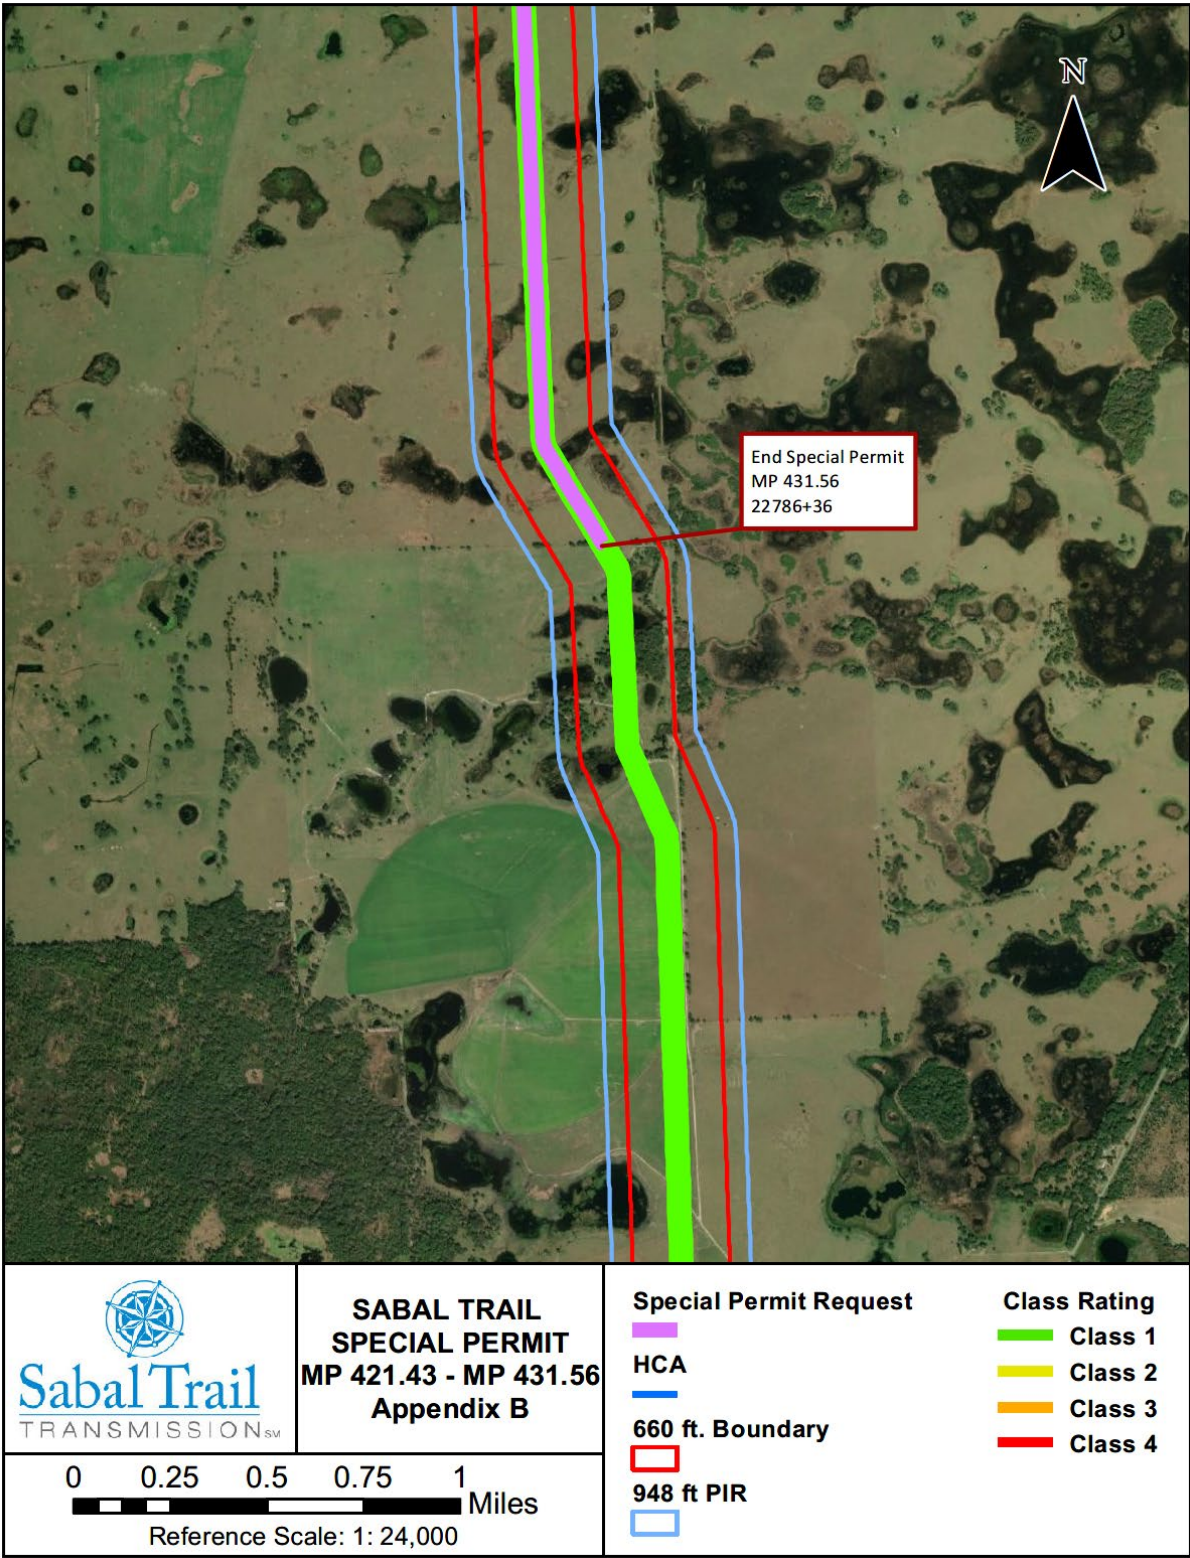 N
End Special Permit
MP 431.56
22786+36
Sabal Trail
TRANSMISSION SM
SABAL TRAIL
SPECIAL PERMIT
MP 421.43 - MP 431.56
Appendix B
0 0.25 0.5 0.75 1
Miles
Reference Scale: 1: 24,000
Special Permit Request
HCA
660 ft. Boundary
948 ft PIR
Class Rating
Class 1
Class 2
Class 3
Class 4